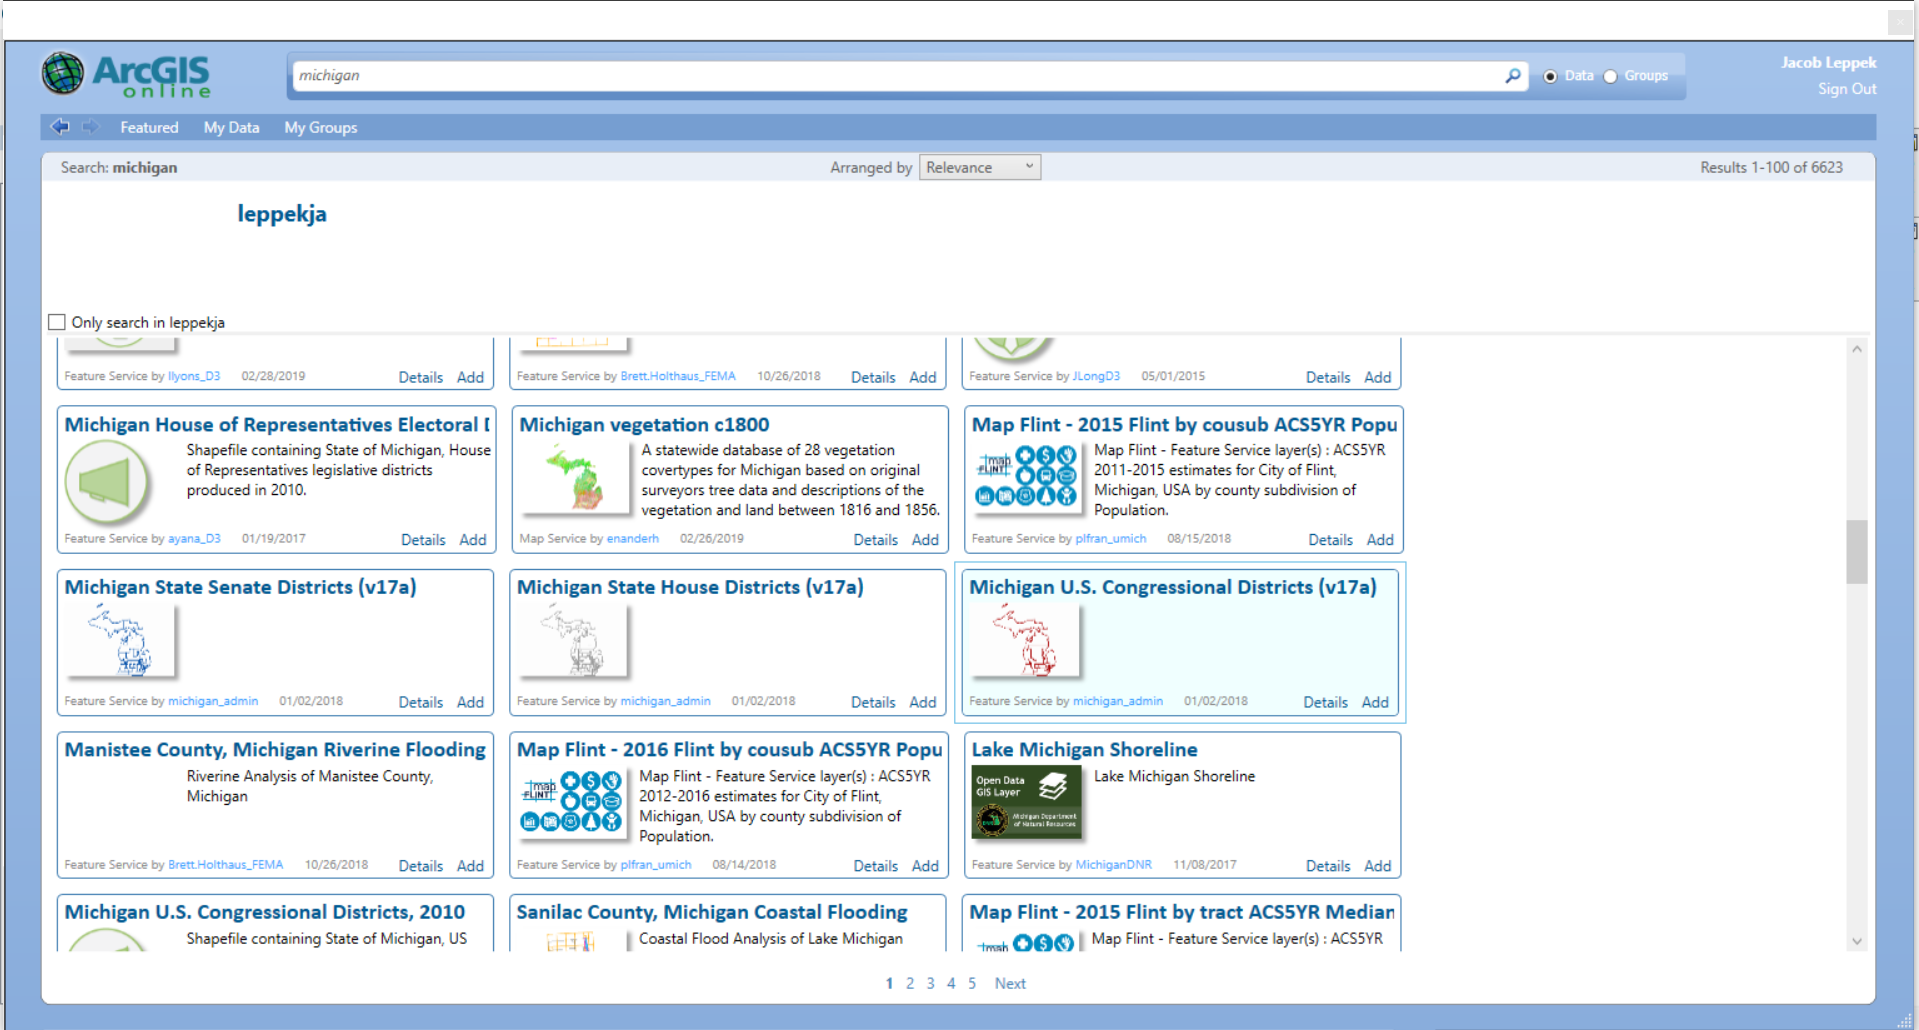 ArcGIS
online
michigan
Data
Groups
Jacob Leppek
Sign Out
Featured
My Data
My Groups
Search: michigan
Arranged by Relevance
Results 1-100 of 6623
leppekja
Only search in leppekja
Feature Service by llyons_D3 02/28/2019 Details Add
Feature Service by Brett.Holthaus_FEMA 10/26/2018 Details Add
Feature Service by JLongD3 05/01/2015 Details Add
Michigan House of Representatives Electoral
Shapefile containing State of Michigan, House
of Representatives legislative districts
produced in 2010.
Feature Service by ayana_D3 01/19/2017 Details Add
Michigan vegetation c1800
A statewide database of 28 vegetation
covertypes for Michigan based on original
surveyors tree data and descriptions of the
vegetation and land between 1816 and 1856.
Map Service by enanderh 02/26/2019 Details Add
Map Flint - 2015 Flint by cousub ACS5YR Popu
map
FLINT
Map Flint - Feature Service layer(s) : ACS5YR
2011-2015 estimates for City of Flint,
Michigan, USA by county subdivision of
Population.
Feature Service by plfran_umich 08/15/2018 Details Add
Michigan State Senate Districts (v17a)
Feature Service by michigan_admin 01/02/2018 Details Add
Michigan State House Districts (v17a)
Feature Service by michigan_admin 01/02/2018 Details Add
Michigan U.S. Congressional Districts (v17a)
Feature Service by michigan_admin 01/02/2018 Details Add
Manistee County, Michigan Riverine Flooding
Riverine Analysis of Manistee County,
Michigan
Feature Service by Brett.Holthaus_FEMA 10/26/2018 Details Add
Map Flint - 2016 Flint by cousub ACS5YR Popu
map
FLINT
Map Flint - Feature Service layer(s) : ACS5YR
2012-2016 estimates for City of Flint,
Michigan, USA by county subdivision of
Population.
Feature Service by plfran_umich 08/14/2018 Details Add
Lake Michigan Shoreline
Open Data
GIS Layer
Michigan Department
of Natural Resources
Lake Michigan Shoreline
Feature Service by MichiganDNR 11/08/2017 Details Add
Michigan U.S. Congressional Districts, 2010
Shapefile containing State of Michigan, US
Sanilac County, Michigan Coastal Flooding
Coastal Flood Analysis of Lake Michigan
Map Flint - 2015 Flint by tract ACS5YR Median
map
Map Flint - Feature Service layer(s) : ACS5YR
1 2 3 4 5 Next